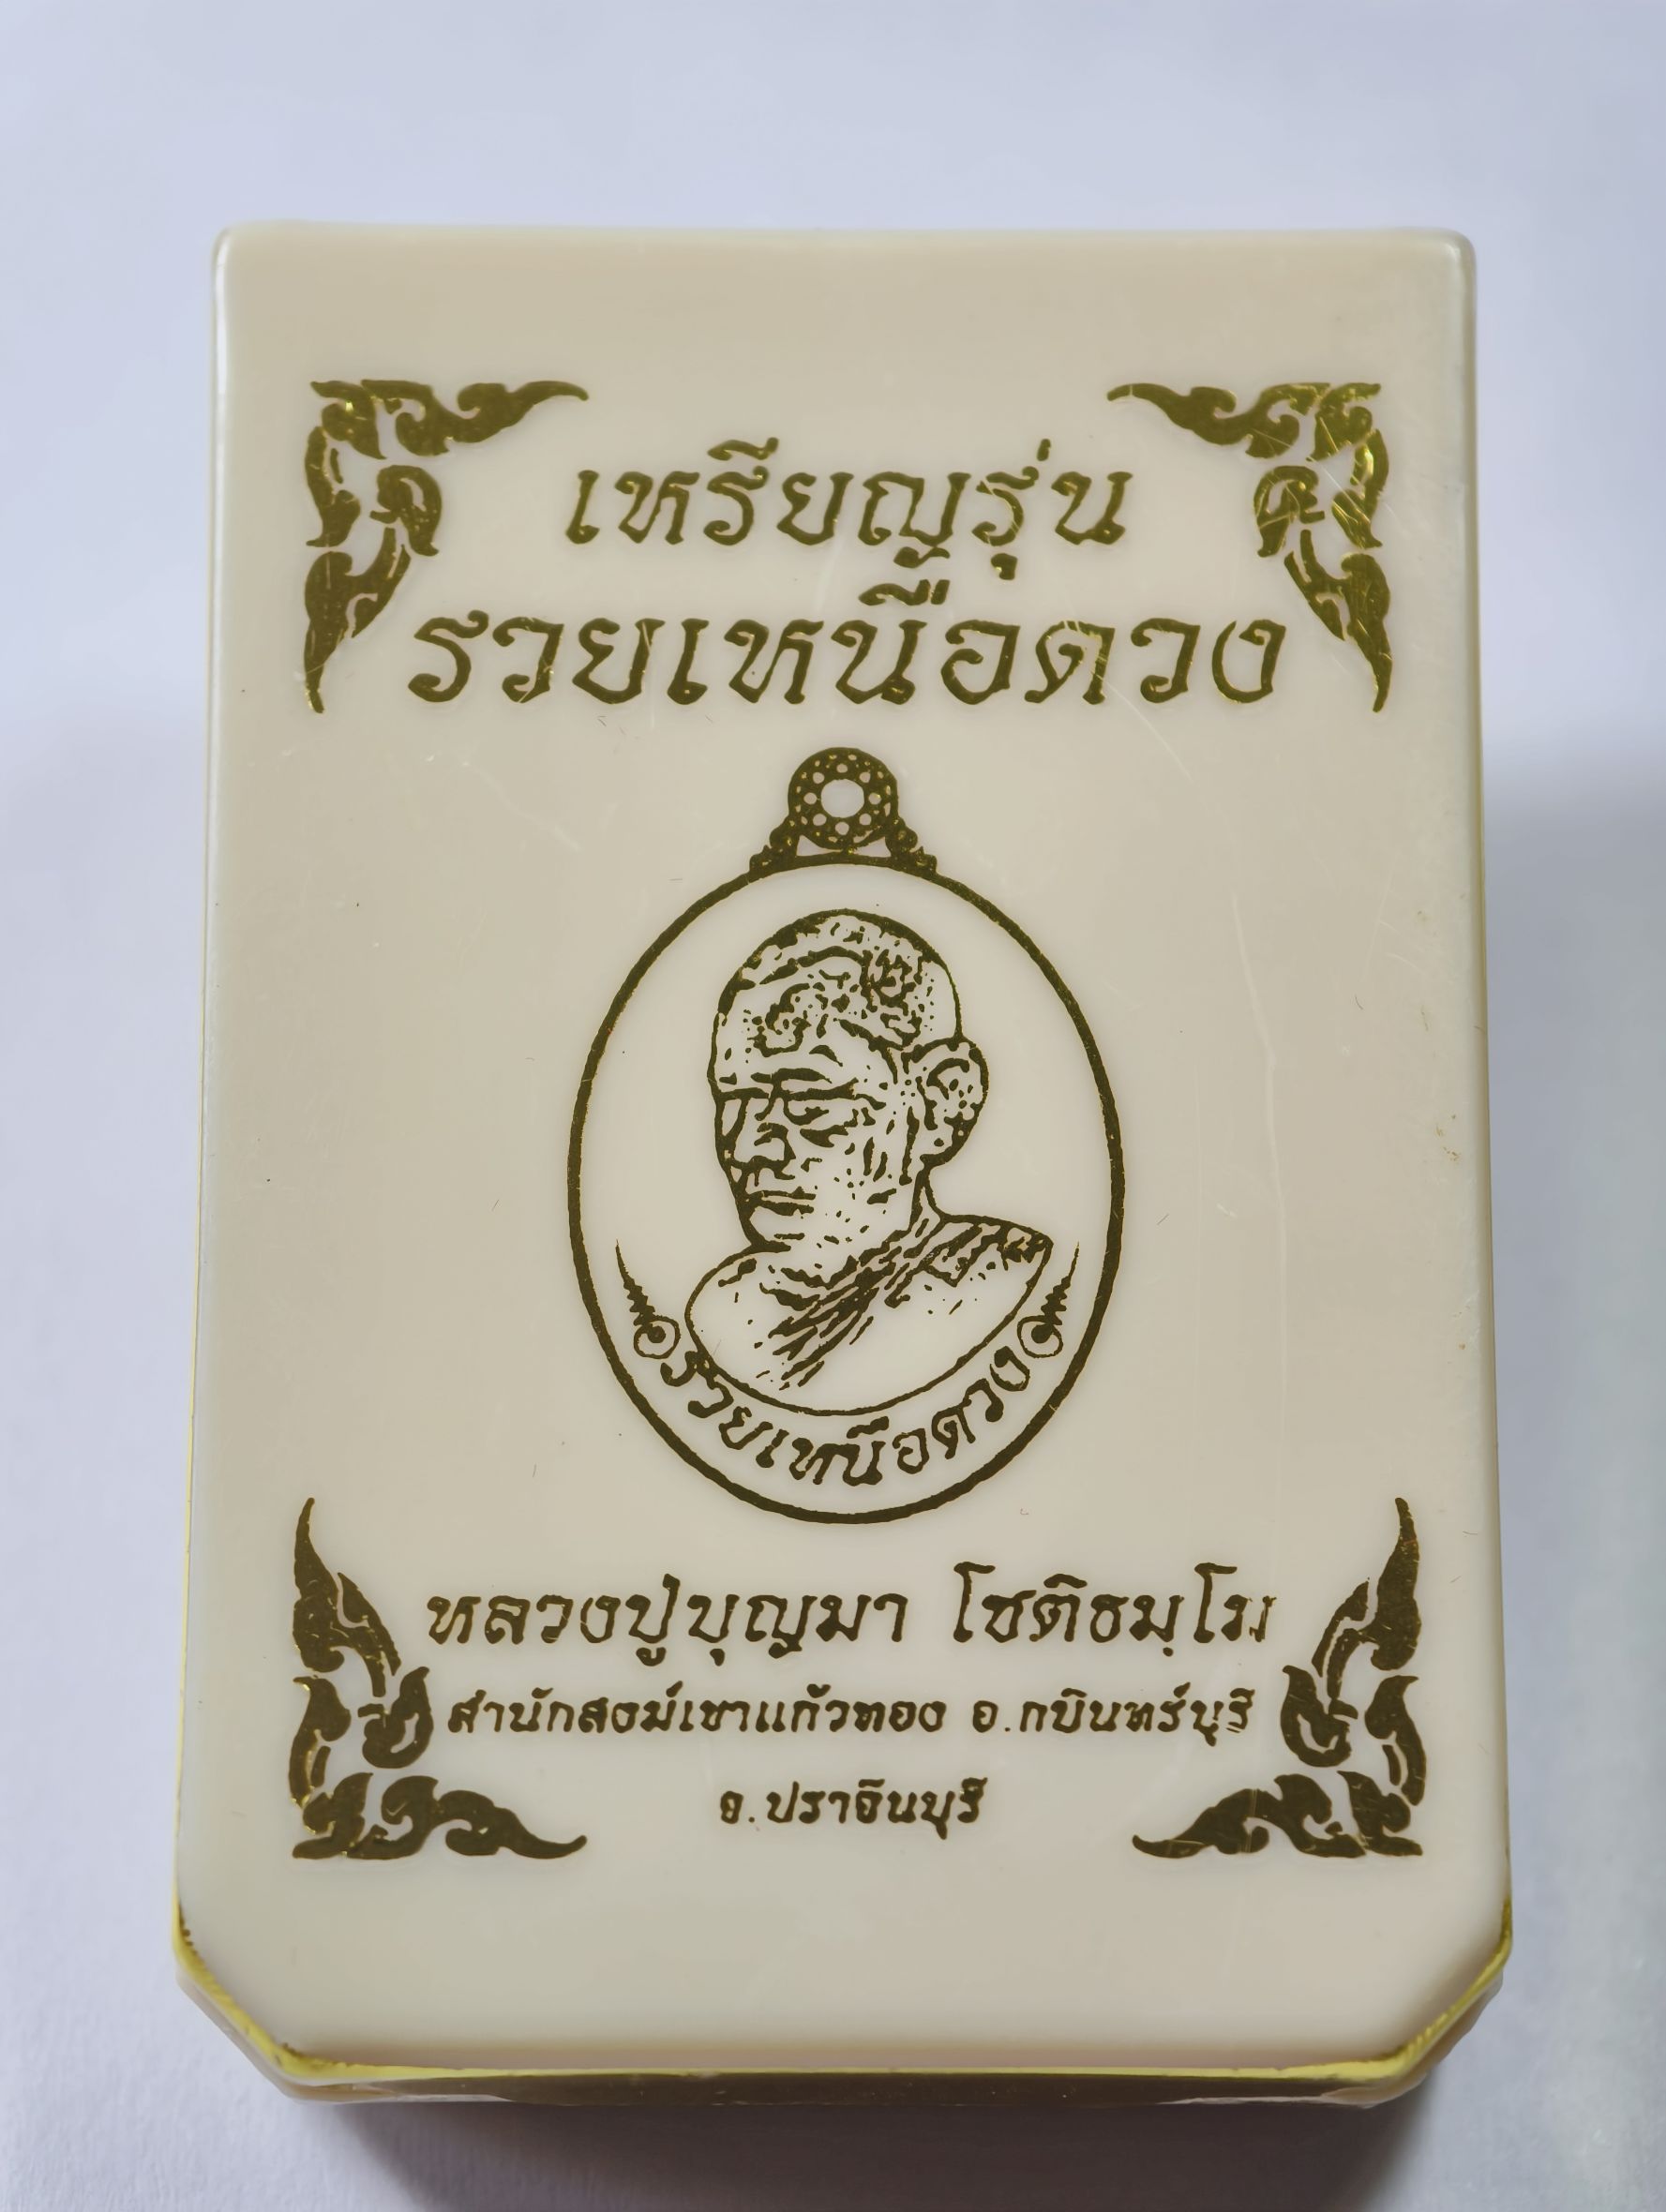 เหรียญรุ่น
รวยเหนือดวง
รวยเหนือดวง
หลวงปู่บุญมา โชติธมฺโม
สำนักสงฆ์เขาแก้วทอง อ.กบินทร์บุรี
จ.ปราจีนบุรี